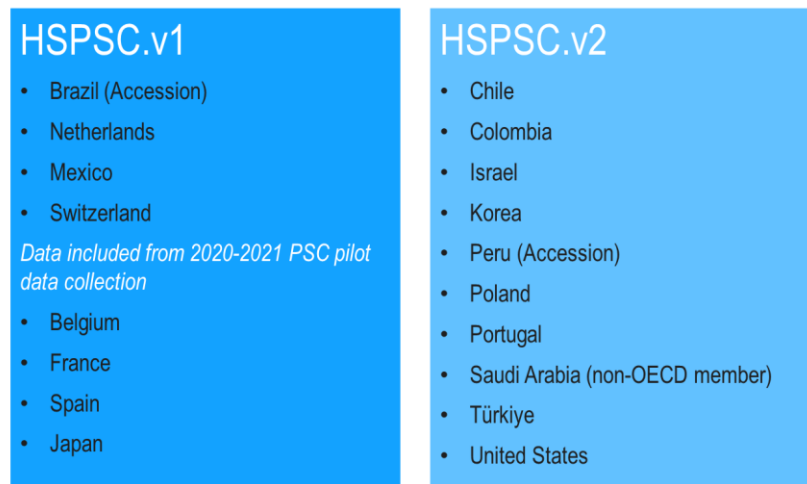 HSPSC.v1
• Brazil (Accession)
• Netherlands
• Mexico
• Switzerland
Data included from 2020-2021 PSC pilot
data collection
• Belgium
• France
• Spain
• Japan
HSPSC.v2
• Chile
• Colombia
• Israel
• Korea
• Peru (Accession)
• Poland
• Portugal
• Saudi Arabia (non-OECD member)
• Türkiye
• United States